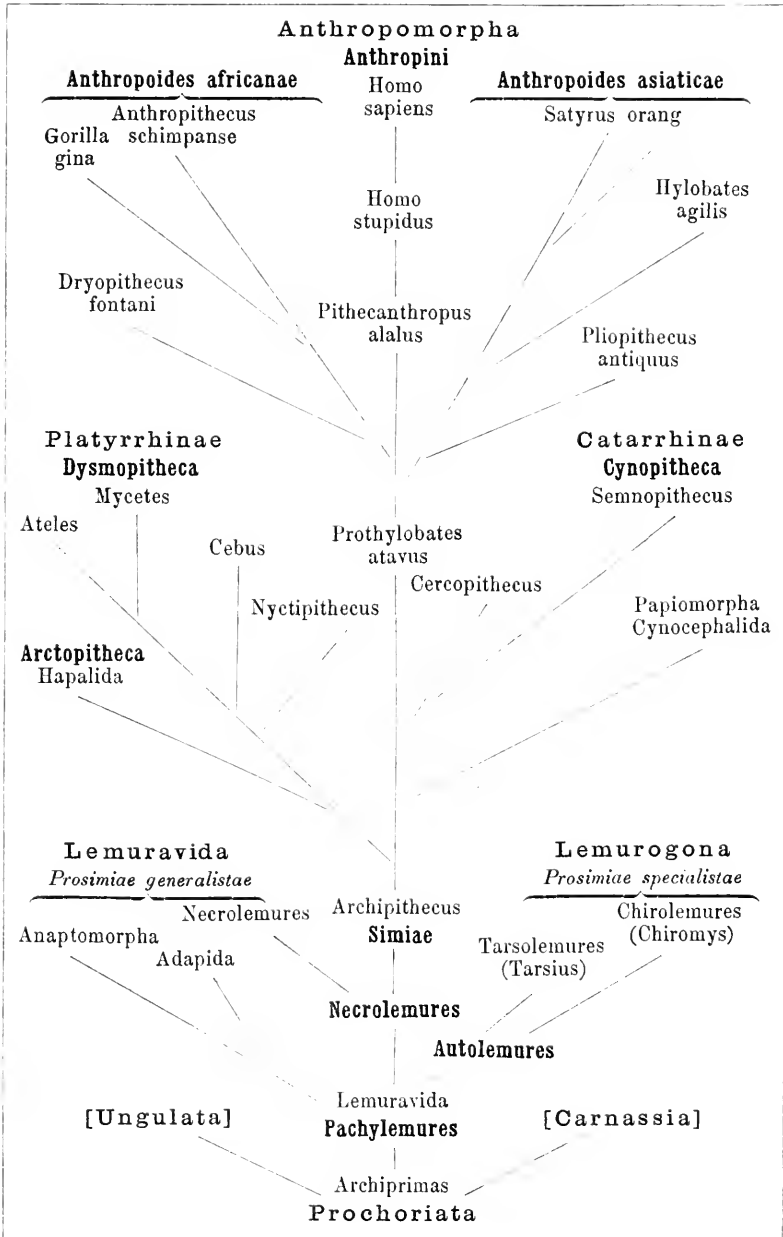 Anthropomorpha
Anthropini
Anthropoides africanae
Anthropoides asiaticae
Homo
sapiens
Anthropithecus
Gorilla schimpanse
gina
Satyrus orang
Hylobates
agilis
Homo
stupidus
Dryopithecus
fontani
Pithecanthropus
alalus
Pliopithecus
antiquus
Platyrrhinae
Dysmopitheca
Mycetes
Catarrhinae
Cynopitheca
Semnopithecus
Ateles
Cebus
Prothylobates
atavus
Nyctipithecus
Cercopithecus
Papiomorpha
Cynocephalida
Arctopitheca
Hapalida
Lemuravida
Prosimiae generalistae
Lemurogona
Prosimiae specialistae
Necrolemures
Anaptomorpha
Adapida
Archipithecus
Simiae
Chirolemures
(Chiromys)
Tarsolemures
(Tarsius)
Necrolemures
Autolemures
Lemuravida
Pachylemures
[Ungulata]
[Carnassia]
Archiprimas
Prochoriata